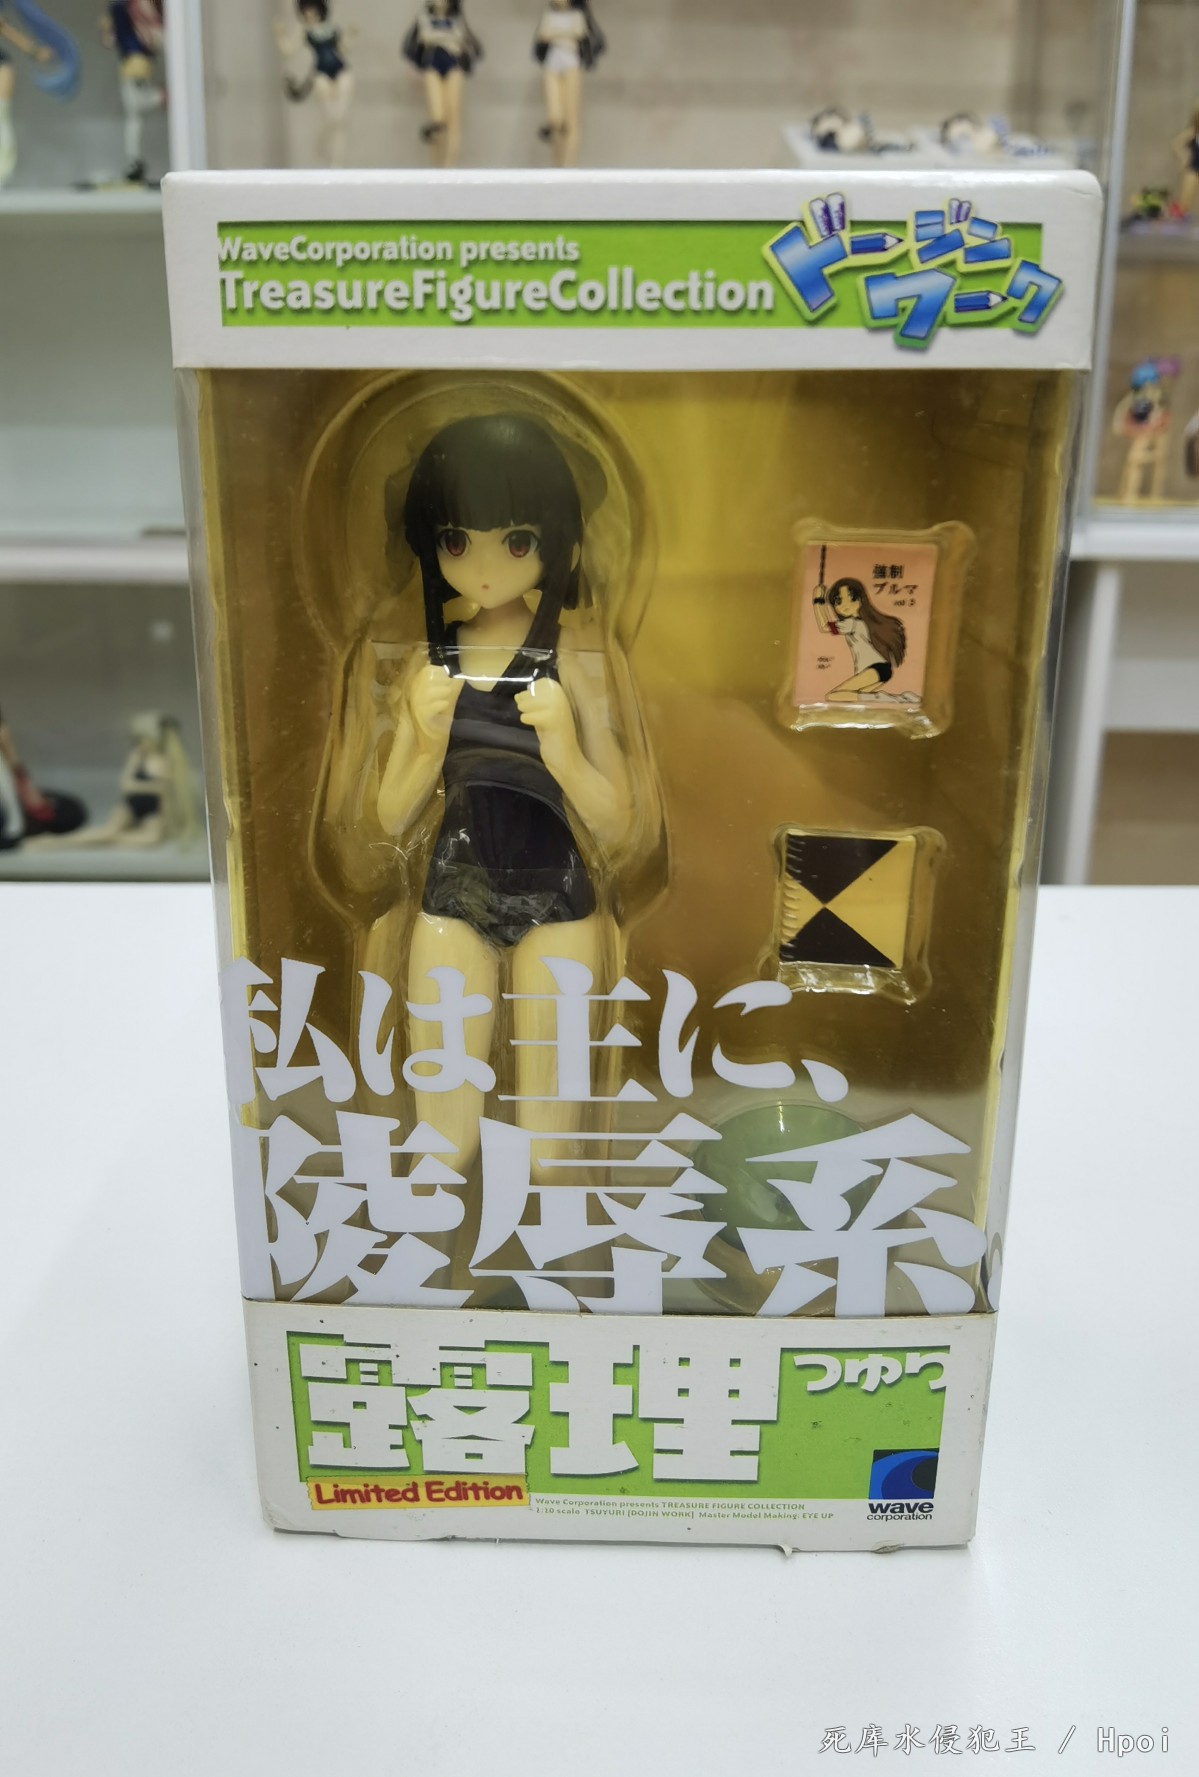 WaveCorporation presents
TreasureFigureCollection
ドージン
ワーク
強制
ブルマ
vol.2
私は主に、
陵辱系。
露理
つゆり
Limited Edition
Wave Corporation presents TREASURE FIGURE COLLECTION
1:10 scale TSUYURI [DOJIN WORK] Master Model Making: EYE UP
wave
corporation
死库水侵犯王 / Hpoi